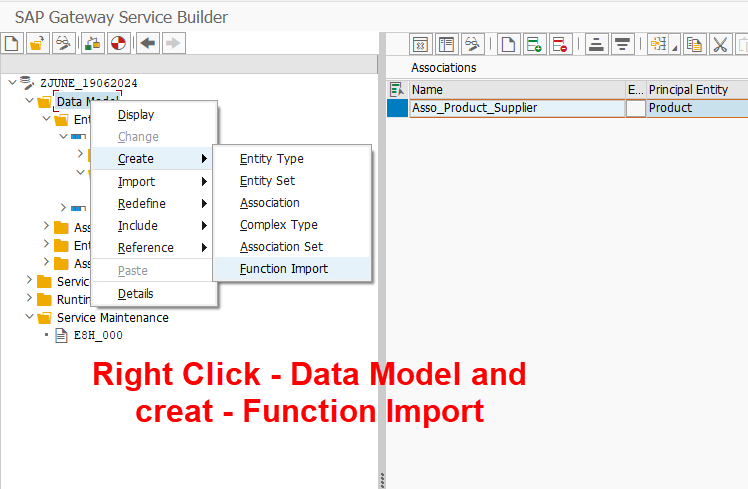 SAP Gateway Service Builder
Associations
ZJUNE_19062024
Data Model
Ent
Ass
Ent
Ass
Service
Runtin
Service Maintenance
E8H_000
Display
Change
Create
Import
Redefine
Include
Reference
Paste
Details
Entity Type
Entity Set
Association
Complex Type
Association Set
Function Import
Name E... Principal Entity
Asso_Product_Supplier Product
Right Click - Data Model and
creat - Function Import